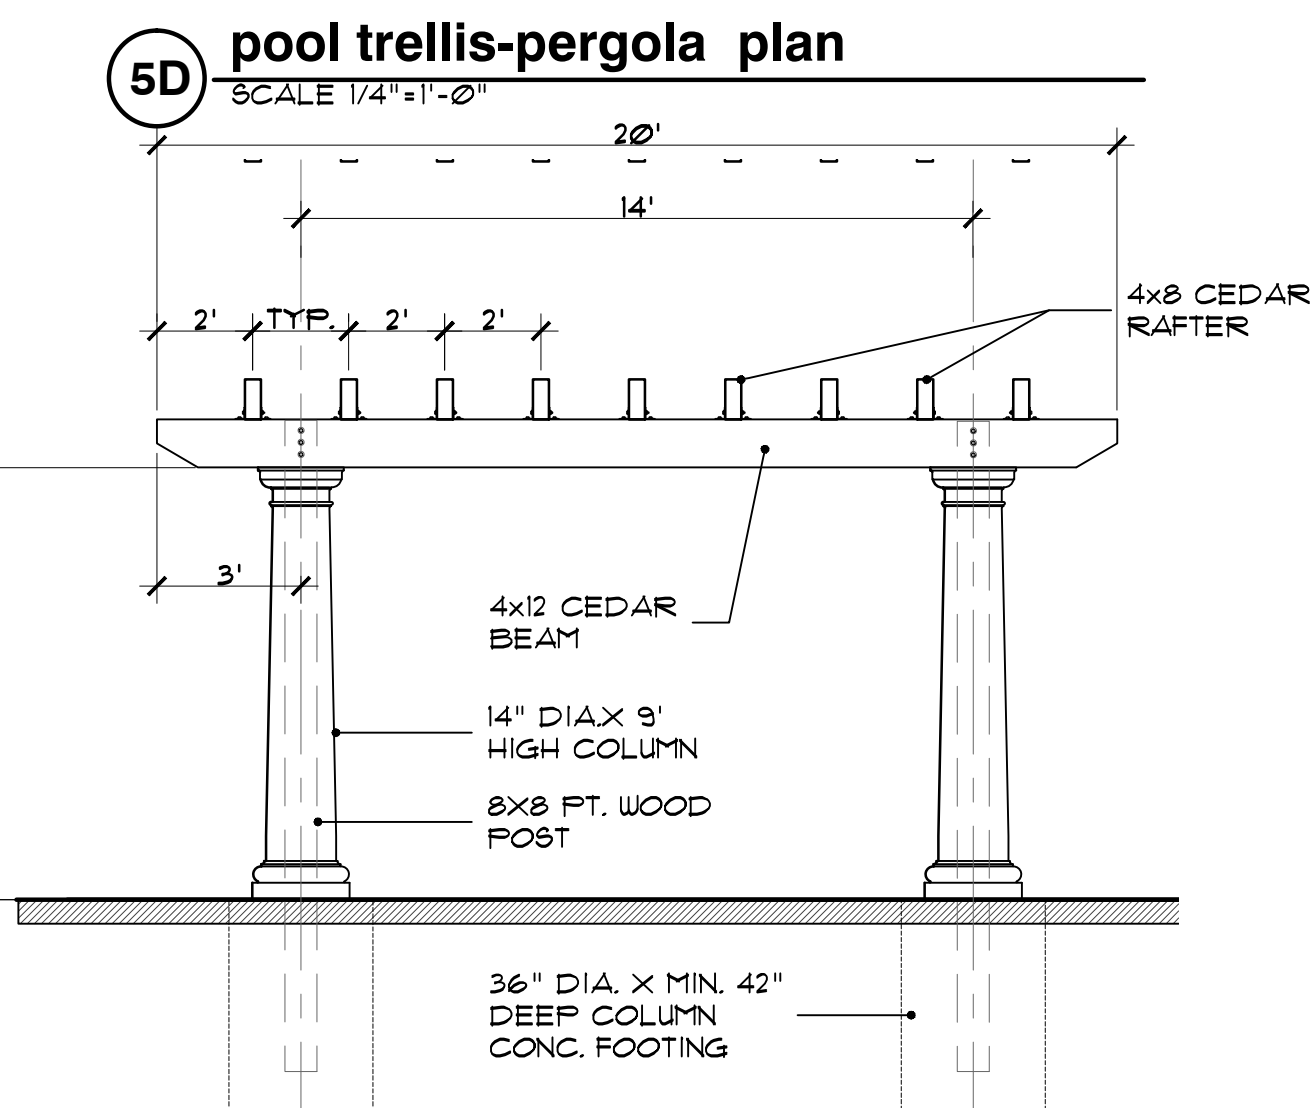 5D
pool trellis-pergola plan
SCALE 1/4"=1'-0"
20'
14'
2' TYP. 2' 2'
4x8 CEDAR
RAFTER
3'
4x12 CEDAR
BEAM
14" DIA.X 9'
HIGH COLUMN
8X8 PT. WOOD
POST
36" DIA. X MIN. 42"
DEEP COLUMN
CONC. FOOTING